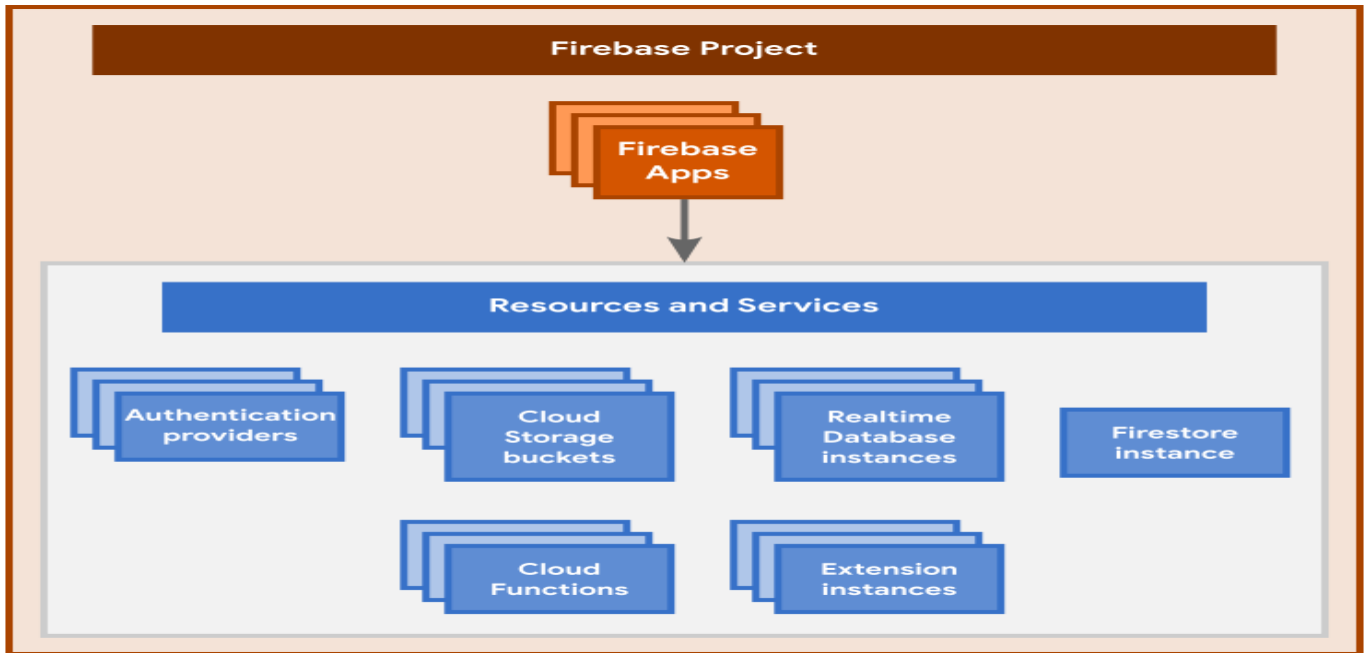 Firebase Project
Firebase
Apps
Resources and Services
Authentication
providers
Cloud
Storage
buckets
Realtime
Database
instances
Firestore
instance
Cloud
Functions
Extension
instances